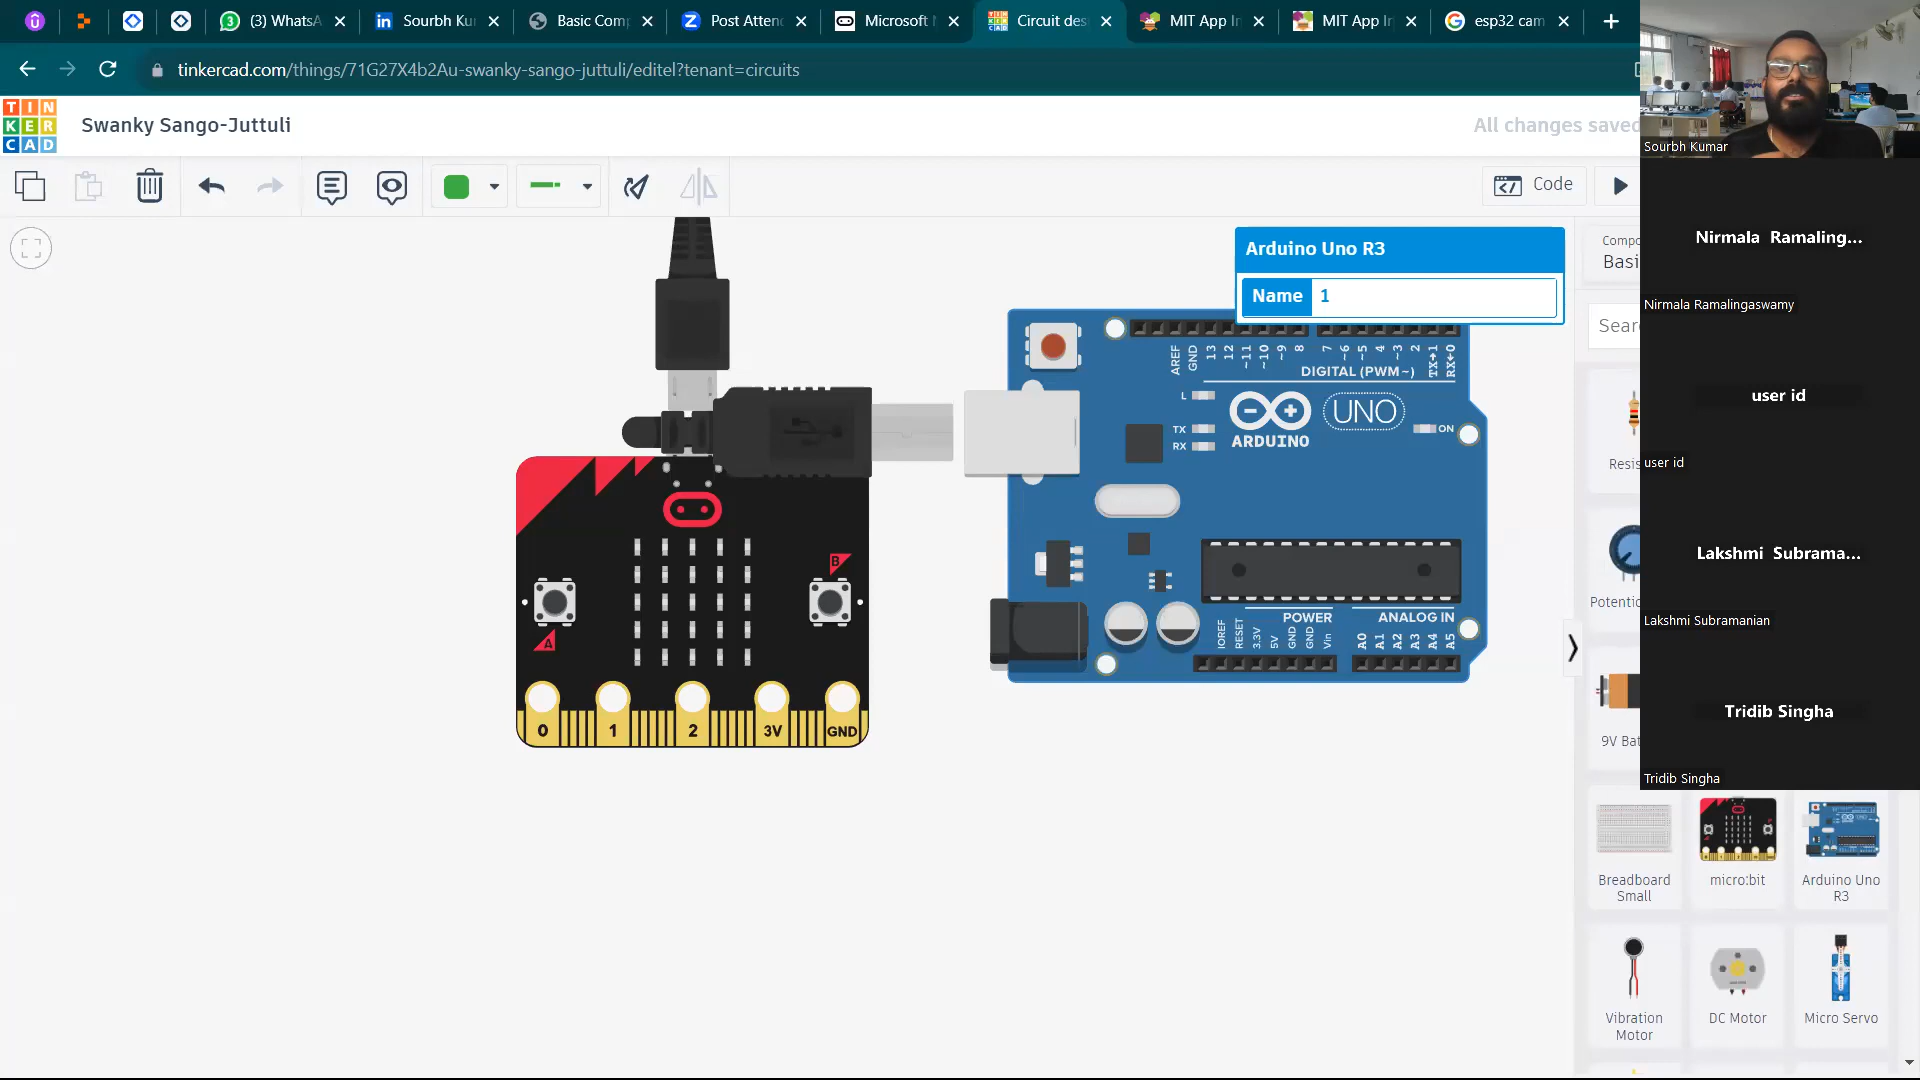 (3) WhatsA
Sourbh Ku
Basic Comp
Post Atten
Microsoft
Circuit des
MIT App In
MIT App In
esp32 cam
tinkercad.com/things/71G27X4b2Au-swanky-sango-juttuli/editel?tenant=circuits
TIN
KER
CAD
Swanky Sango-Juttuli
All changes saved
Code
Arduino Uno R3
Name 1
Compo
Basi
Sear
AREF
GND
13
12
~11
~10
~9
8
7
~6
~5
4
~3
2
TX→1
RX←0
DIGITAL (PWM~)
L
TX
RX
UNO
ARDUINO
ON
POWER
ANALOG IN
IOREF
RESET
3.3V
5V
GND
GND
Vin
A0
A1
A2
A3
A4
A5
B
A
0
1
2
3V
GND
Resis
Potentio
9V Bat
Breadboard
Small
micro:bit
Arduino Uno
R3
Vibration
Motor
DC Motor
Micro Servo
Sourbh Kumar
Nirmala Ramaling...
Nirmala Ramalingaswamy
user id
user id
Lakshmi Subrama...
Lakshmi Subramanian
Tridib Singha
Tridib Singha